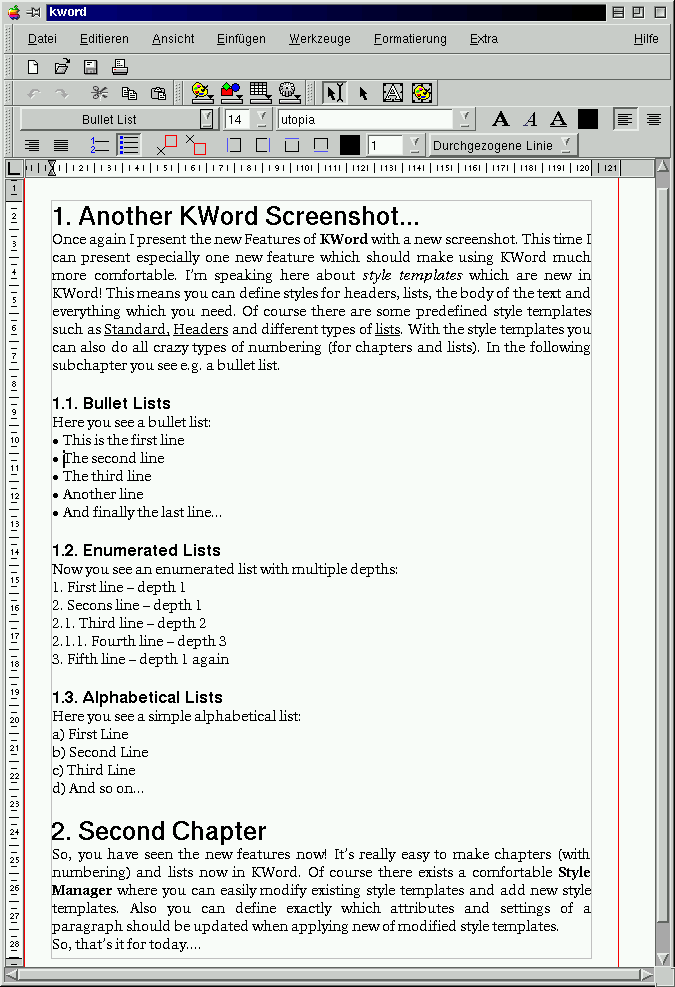 kword
Datei Editieren Ansicht Einfügen Werkzeuge Formatierung Extra Hilfe
Bullet List 14 utopia A A A
1 Durchgezogene Linie
1. Another KWord Screenshot...
Once again I present the new Features of KWord with a new screenshot. This time I
can present especially one new feature which should make using KWord much
more comfortable. I'm speaking here about style templates which are new in
KWord! This means you can define styles for headers, lists, the body of the text and
everything which you need. Of course there are some predefined style templates
such as Standard, Headers and different types of lists. With the style templates you
can also do all crazy types of numbering (for chapters and lists). In the following
subchapter you see e.g. a bullet list.
1.1. Bullet Lists
Here you see a bullet list:
• This is the first line
• The second line
• The third line
• Another line
• And finally the last line...
1.2. Enumerated Lists
Now you see an enumerated list with multiple depths:
1. First line – depth 1
2. Secons line – depth 1
2.1. Third line – depth 2
2.1.1. Fourth line – depth 3
3. Fifth line – depth 1 again
1.3. Alphabetical Lists
Here you see a simple alphabetical list:
a) First Line
b) Second Line
c) Third Line
d) And so on...
2. Second Chapter
So, you have seen the new features now! It's really easy to make chapters (with
numbering) and lists now in KWord. Of course there exists a comfortable Style
Manager where you can easily modify existing style templates and add new style
templates. Also you can define exactly which attributes and settings of a
paragraph should be updated when applying new of modified style templates.
So, that's it for today....